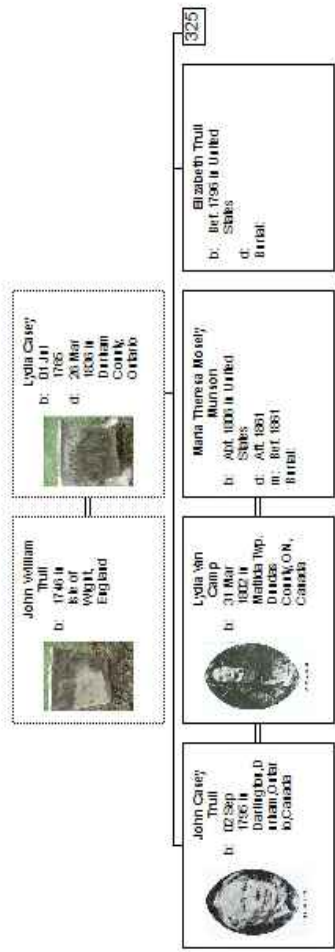 John William
Trull
b: 1746 in
Isle of
Wight,
England
Lydia Casey
b: 01 Jul
1765
d: 26 Mar
1836 in
Durham
County,
Ontario
325
John Casey
Trull
b: 02 Sep
1795 in
Darlington,D
urham,Ontar
io,Canada
Lydia Van
Camp
b: 31 Mar
1802 in
Matilda Twp,
Dundas
County, ON,
Canada
Maria Theresa Mosely
Munson
b: Abt. 1806 in United
States
d: Aft. 1861
m: Bef. 1861
Burial:
Elizabeth Trull
b: Bef. 1796 in United
States
d:
Burial: